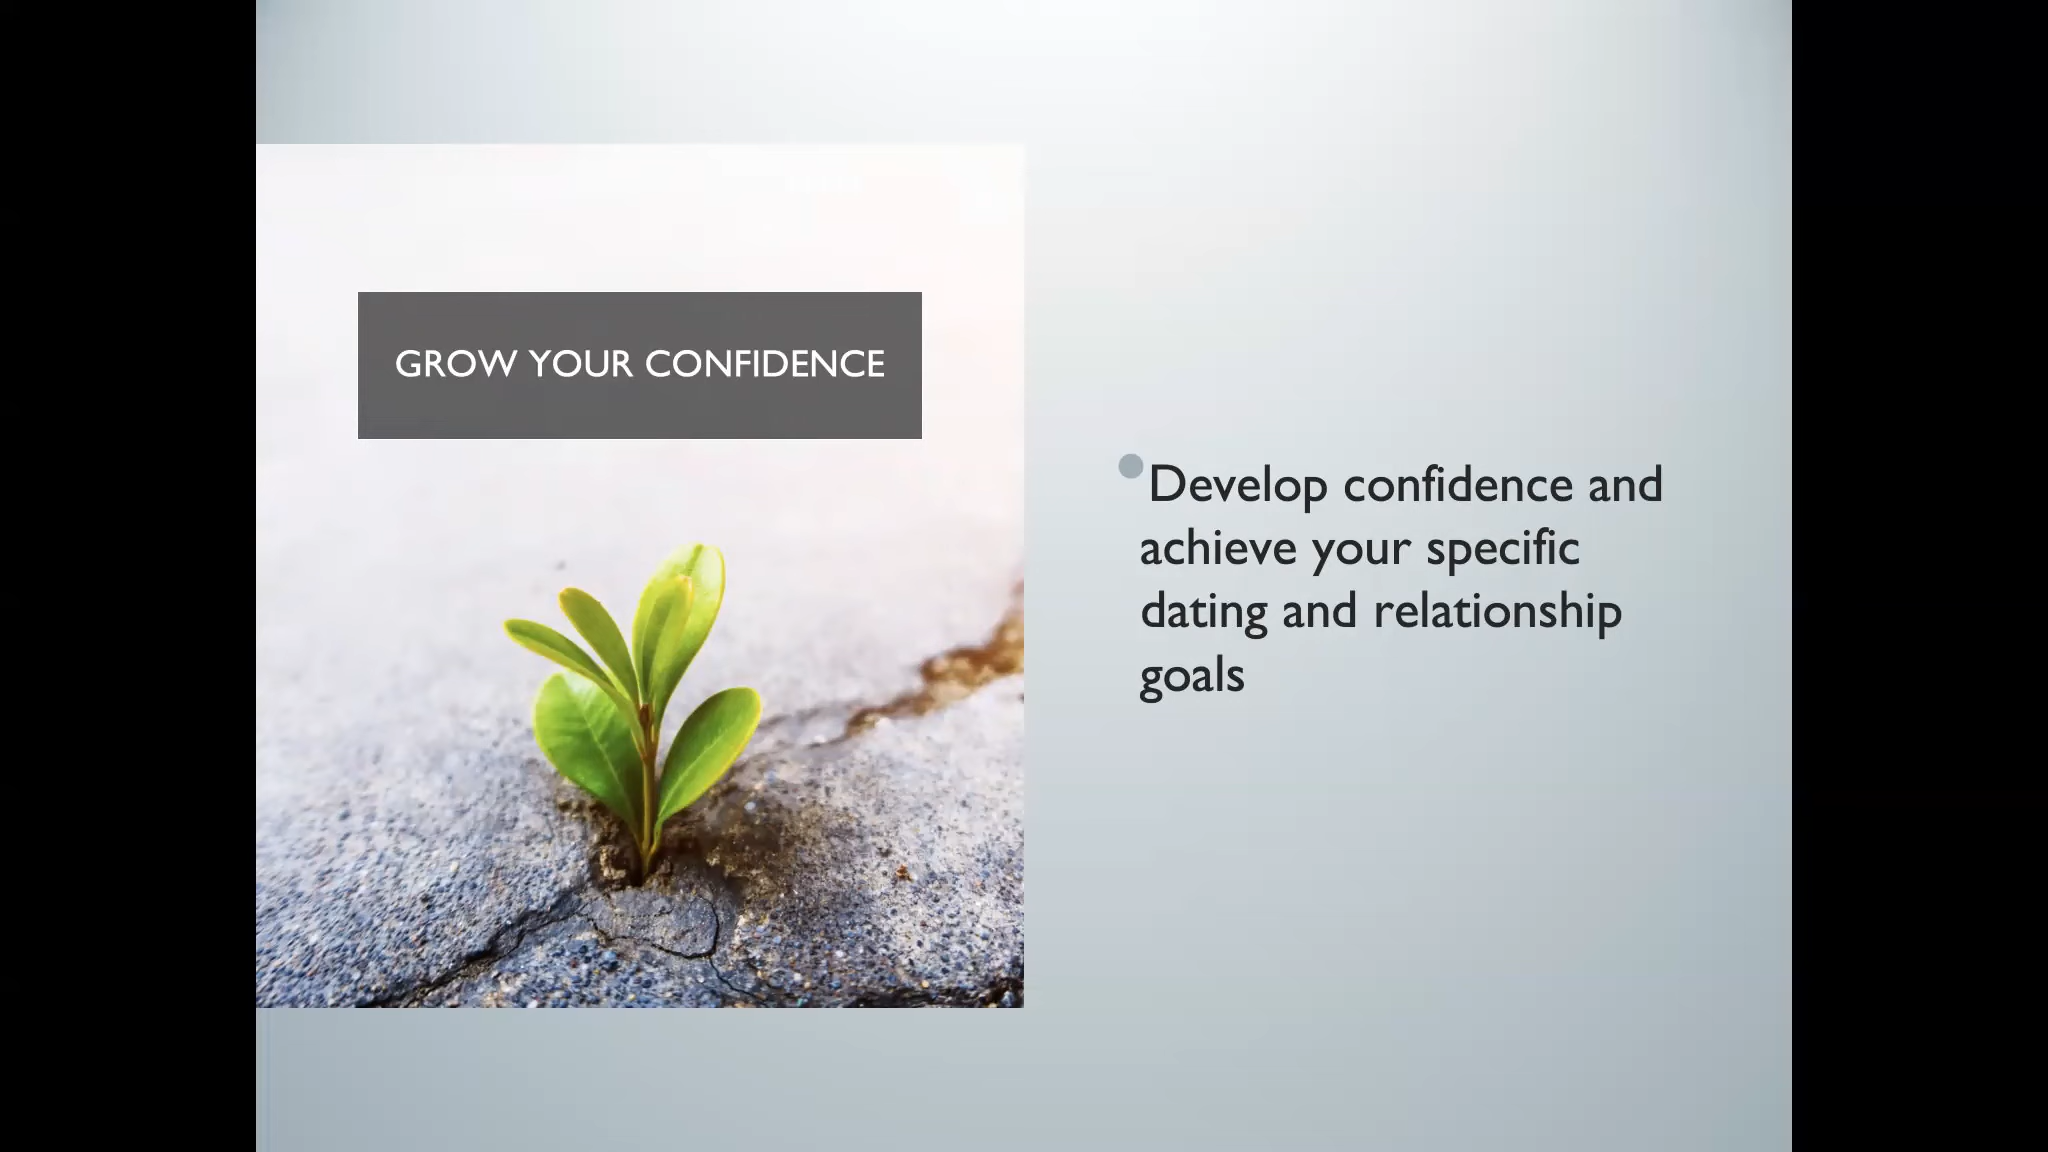 GROW YOUR CONFIDENCE
Develop confidence and
achieve your specific
dating and relationship
goals